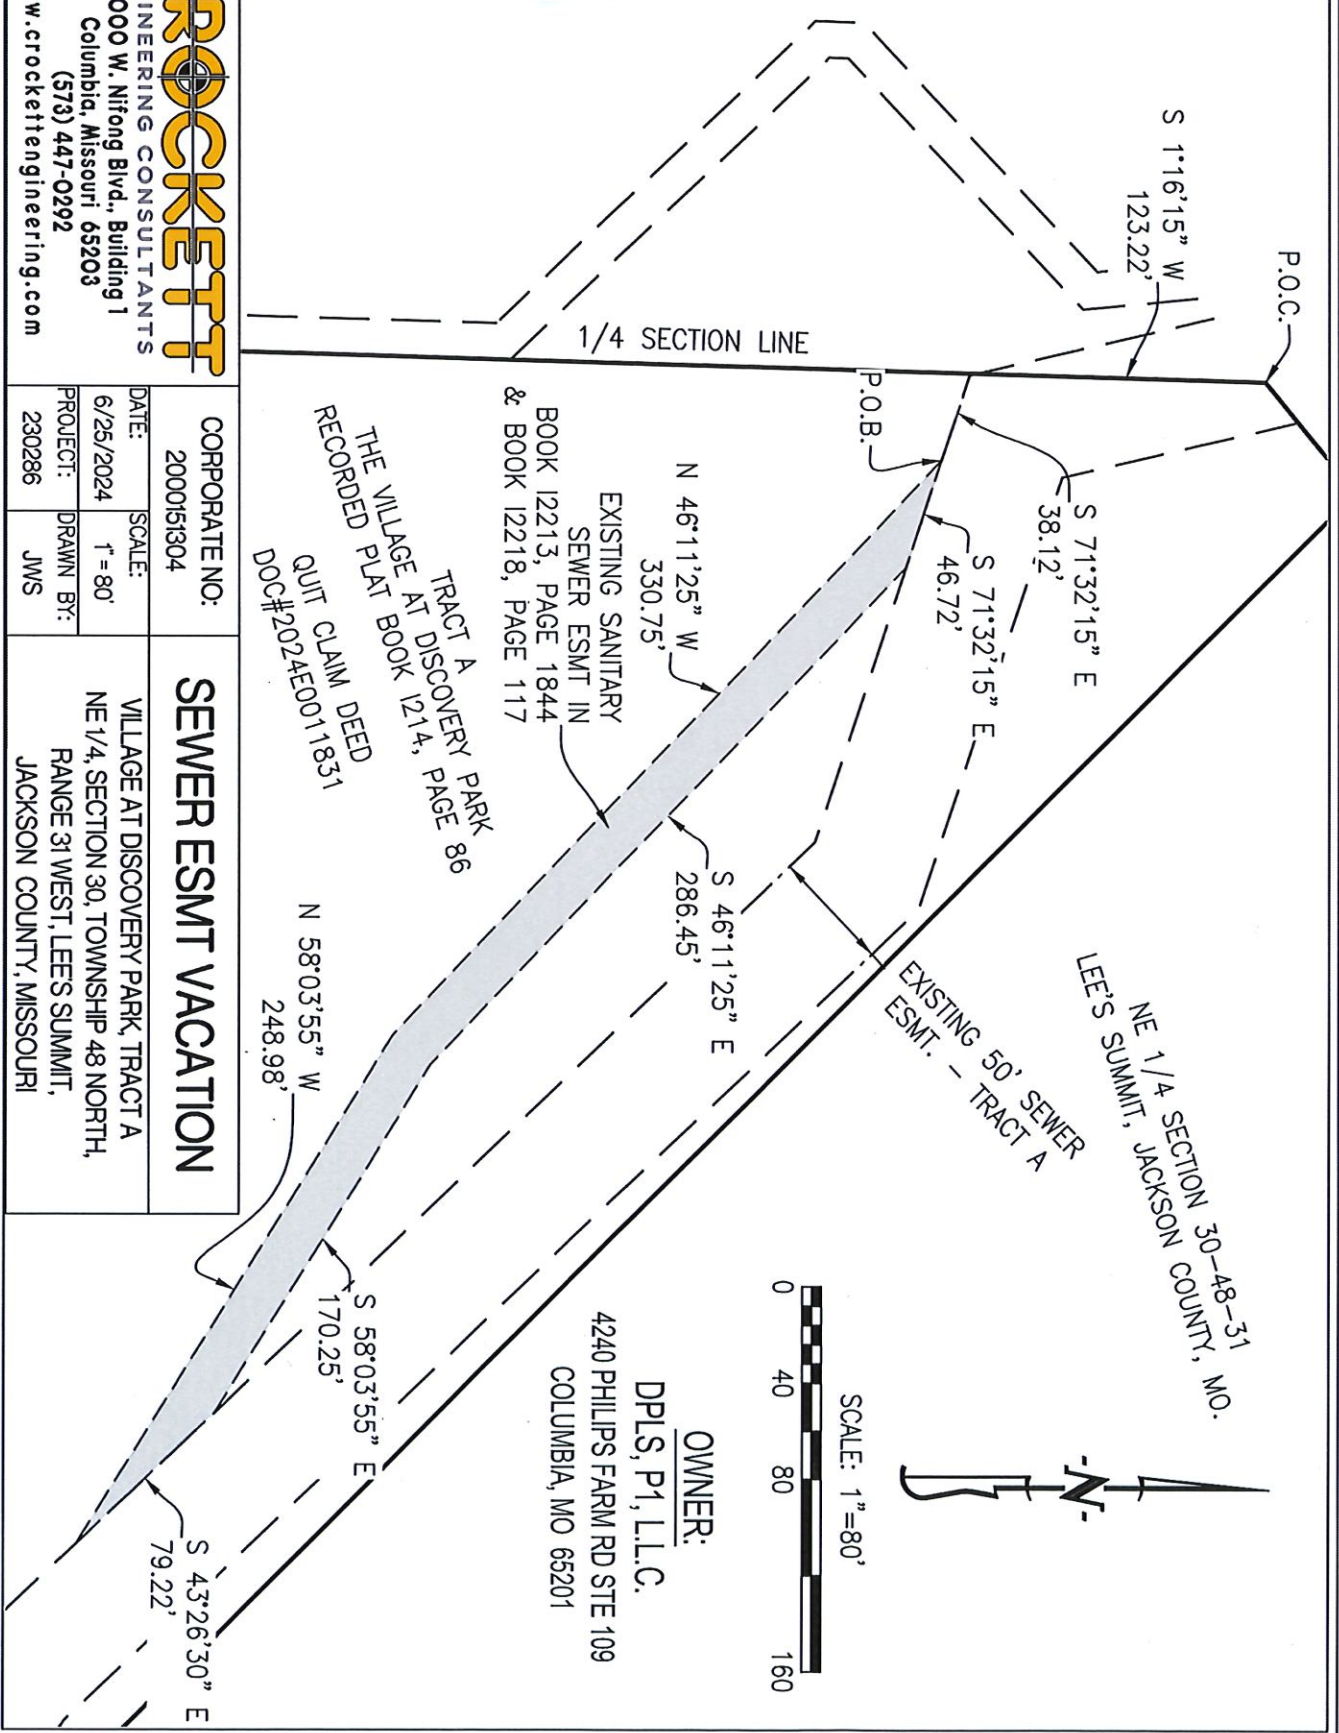 P.O.C.
S 1°16'15" W
123.22'
1/4 SECTION LINE
P.O.B.
S 71°32'15" E
38.12'
S 71°32'15" E
46.72'
N 46°11'25" W
330.75'
EXISTING SANITARY
SEWER ESMT IN
BOOK I2213, PAGE 1844
& BOOK I2218, PAGE 117
TRACT A
THE VILLAGE AT DISCOVERY PARK
RECORDED PLAT BOOK I214, PAGE 86
QUIT CLAIM DEED
DOC#2024E0011831
S 46°11'25" E
286.45'
N 58°03'55" W
248.98'
EXISTING 50' SEWER
ESMT. - TRACT A
NE 1/4 SECTION 30-48-31
LEE'S SUMMIT, JACKSON COUNTY, MO.
S 58°03'55" E
170.25'
S 43°26'30" E
79.22'
-N-
SCALE: 1"=80'
0 40 80 160
OWNER:
DPLS, P1, L.L.C.
4240 PHILIPS FARM RD STE 109
COLUMBIA, MO 65201
ROCKETT
INEERING CONSULTANTS
000 W. Nifong Blvd., Building 1
Columbia, Missouri 65203
(573) 447-0292
w.crockettengineering.com
CORPORATE NO:
2000151304
DATE:
6/25/2024
SCALE:
1" = 80'
PROJECT:
230286
DRAWN BY:
JWS
SEWER ESMT VACATION
VILLAGE AT DISCOVERY PARK, TRACT A
NE 1/4, SECTION 30, TOWNSHIP 48 NORTH,
RANGE 31 WEST, LEE'S SUMMIT,
JACKSON COUNTY, MISSOURI